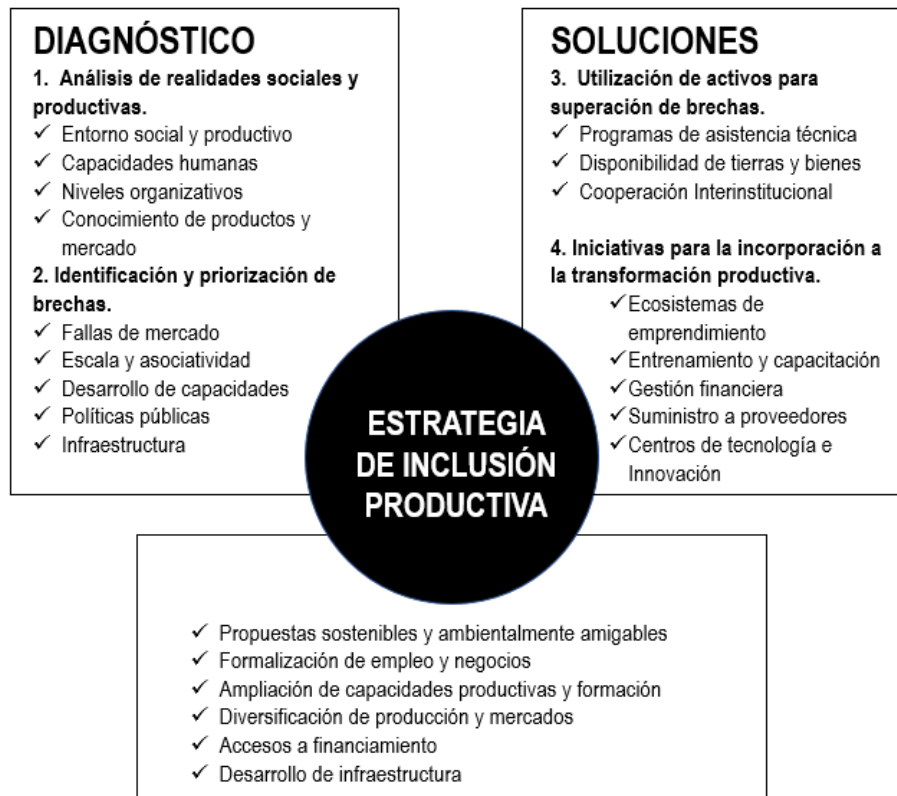 DIAGNÓSTICO
1. Análisis de realidades sociales y
productivas.
✓ Entorno social y productivo
✓ Capacidades humanas
✓ Niveles organizativos
✓ Conocimiento de productos y
mercado
2. Identificación y priorización de
brechas.
✓ Fallas de mercado
✓ Escala y asociatividad
✓ Desarrollo de capacidades
✓ Políticas públicas
✓ Infraestructura
SOLUCIONES
3. Utilización de activos para
superación de brechas.
✓ Programas de asistencia técnica
✓ Disponibilidad de tierras y bienes
✓ Cooperación Interinstitucional
4. Iniciativas para la incorporación a
la transformación productiva.
✓ Ecosistemas de
emprendimiento
✓ Entrenamiento y capacitación
✓ Gestión financiera
✓ Suministro a proveedores
✓ Centros de tecnología e
Innovación
ESTRATEGIA
DE INCLUSIÓN
PRODUCTIVA
✓ Propuestas sostenibles y ambientalmente amigables
✓ Formalización de empleo y negocios
✓ Ampliación de capacidades productivas y formación
✓ Diversificación de producción y mercados
✓ Accesos a financiamiento
✓ Desarrollo de infraestructura